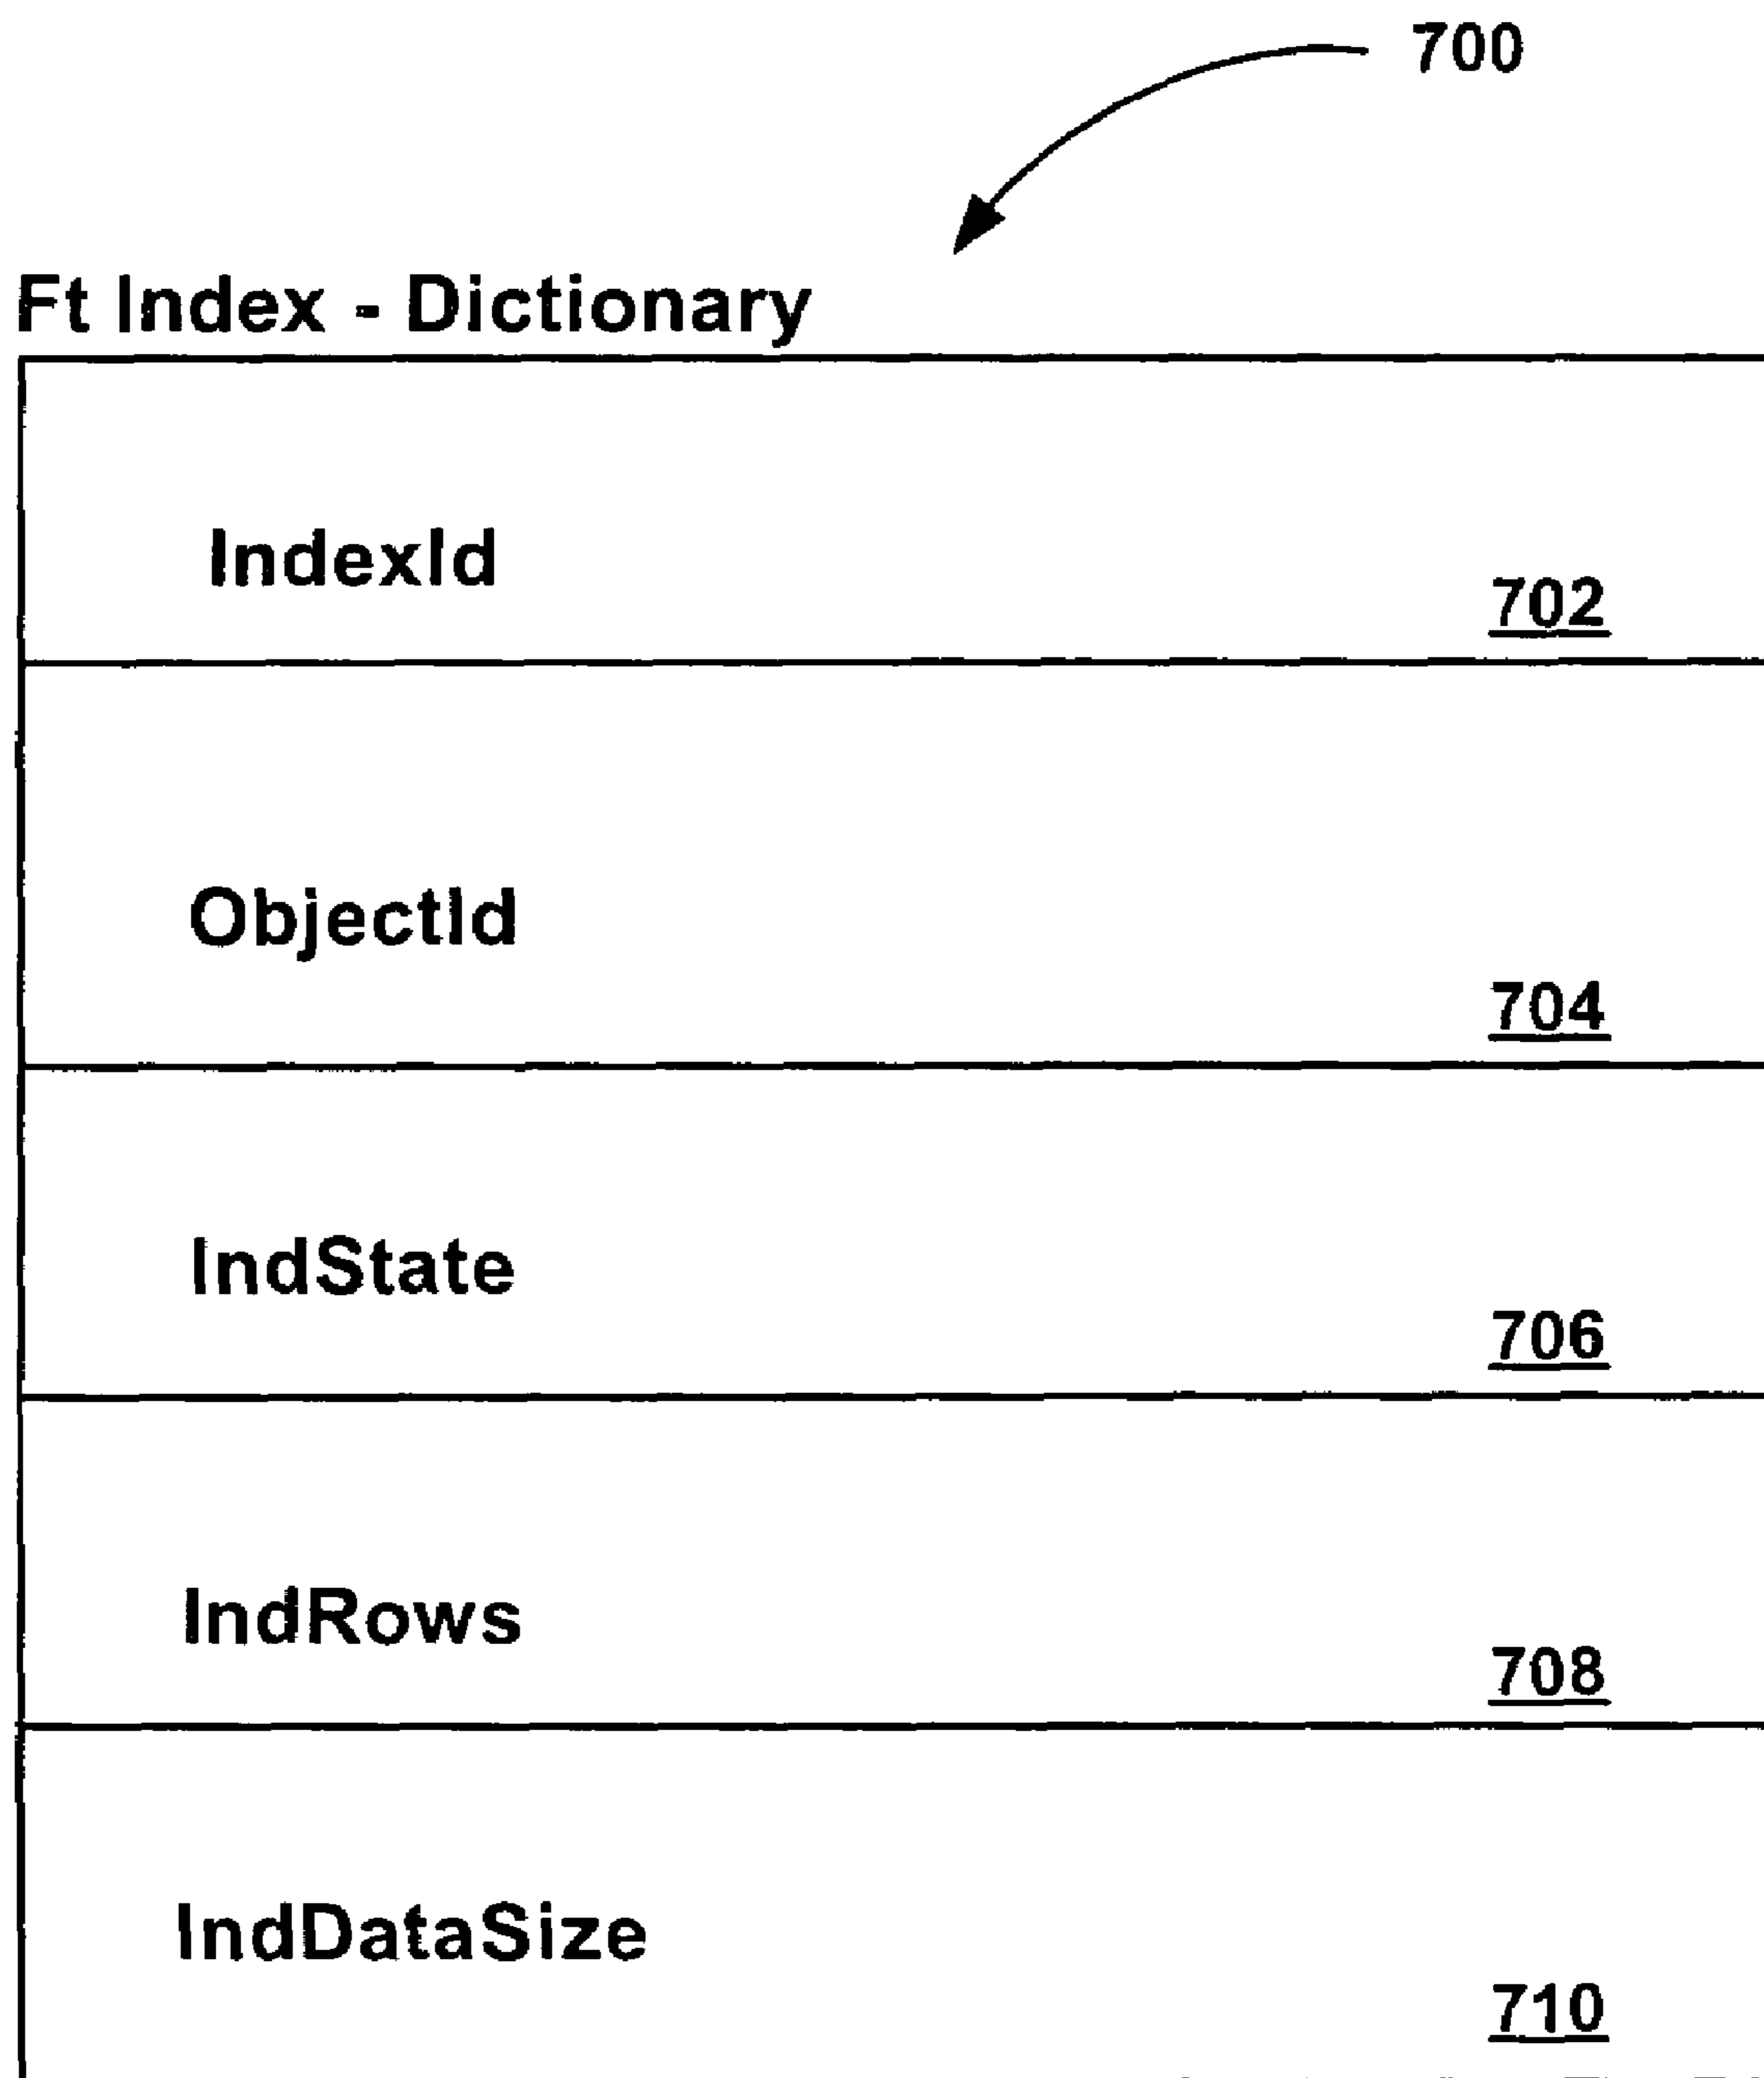 700
Ft Index - Dictionary
IndexId
702
ObjectId
704
IndState
706
IndRows
708
IndDataSize
710